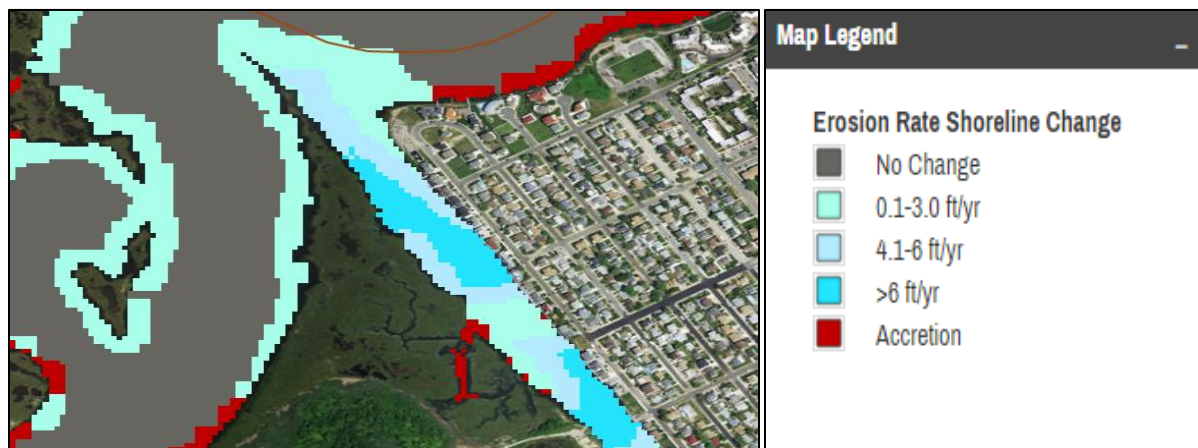 Map Legend
Erosion Rate Shoreline Change
No Change
0.1-3.0 ft/yr
4.1-6 ft/yr
>6 ft/yr
Accretion